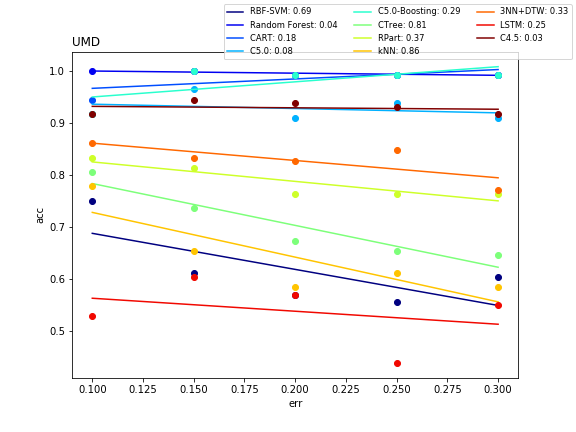 RBF-SVM: 0.69 C5.0-Boosting: 0.29 3NN+DTW: 0.33
Random Forest: 0.04 CTree: 0.81 LSTM: 0.25
CART: 0.18 RPart: 0.37 C4.5: 0.03
C5.0: 0.08 kNN: 0.86
UMD
1.0
0.9
0.8
0.7
0.6
0.5
acc
0.100 0.125 0.150 0.175 0.200 0.225 0.250 0.275 0.300
err